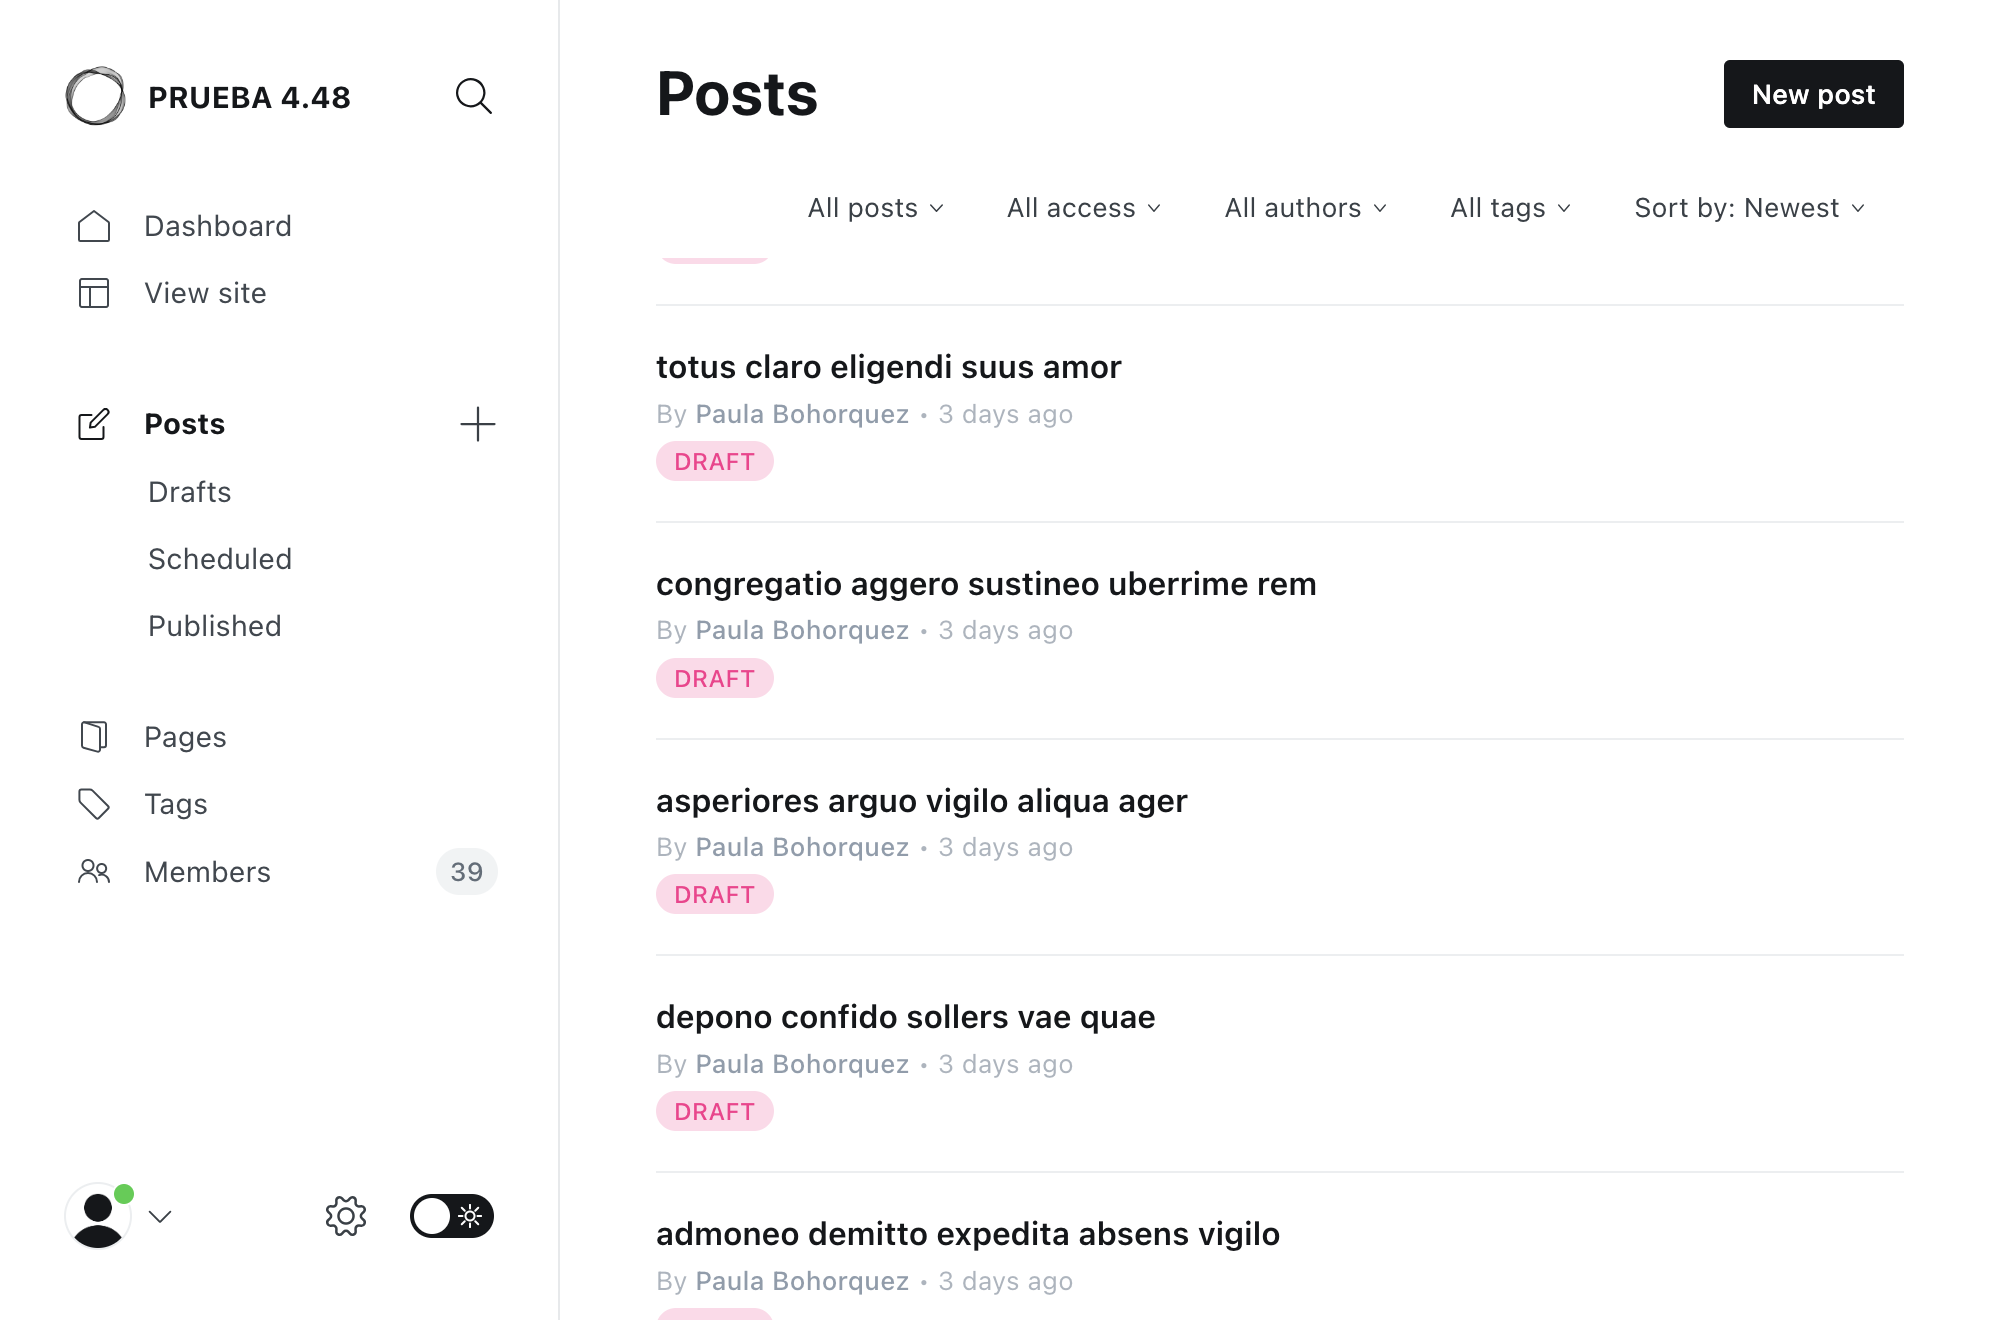 PRUEBA 4.48
Dashboard
View site
Posts
Drafts
Scheduled
Published
Pages
Tags
Members 39
Posts
New post
All posts All access All authors All tags Sort by: Newest
totus claro eligendi suus amor
By Paula Bohorquez • 3 days ago
DRAFT
congregatio aggero sustineo uberrime rem
By Paula Bohorquez • 3 days ago
DRAFT
asperiores arguo vigilo aliqua ager
By Paula Bohorquez • 3 days ago
DRAFT
depono confido sollers vae quae
By Paula Bohorquez • 3 days ago
DRAFT
admoneo demitto expedita absens vigilo
By Paula Bohorquez • 3 days ago